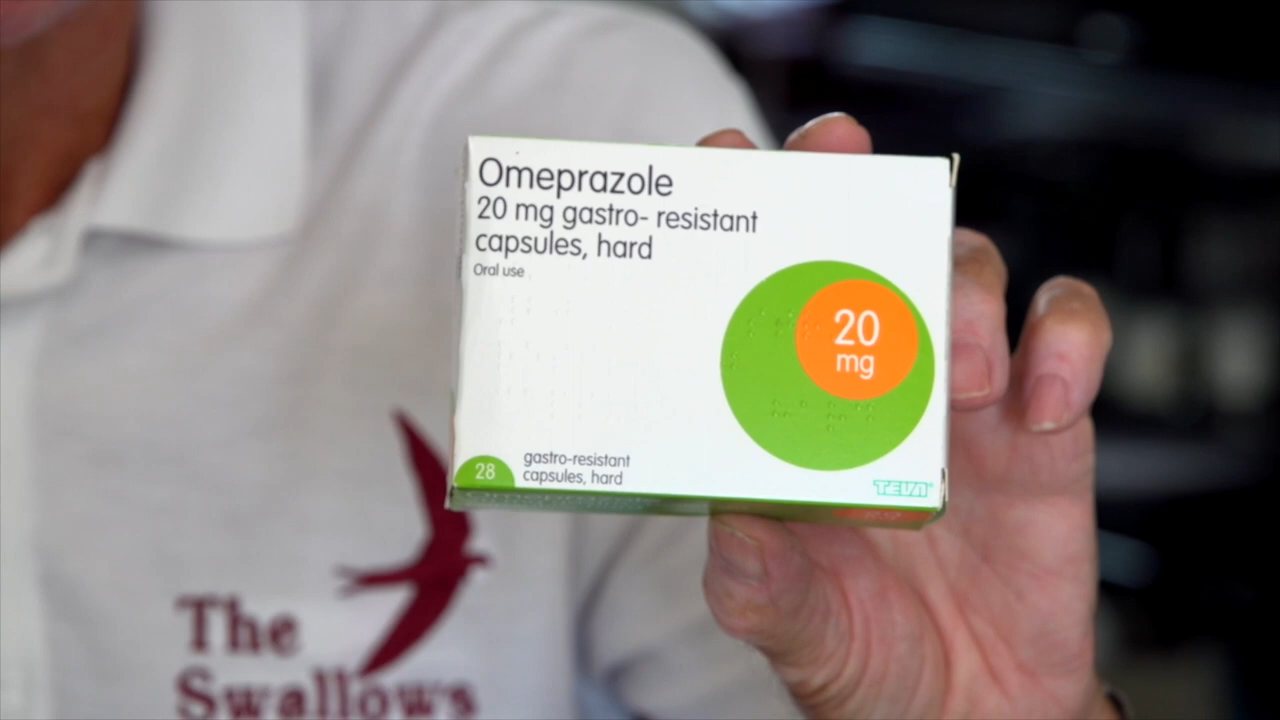 Omeprazole
20 mg gastro- resistant
capsules, hard
Oral use
20
mg
28
gastro-resistant
capsules, hard
TEVA
The
Swallows